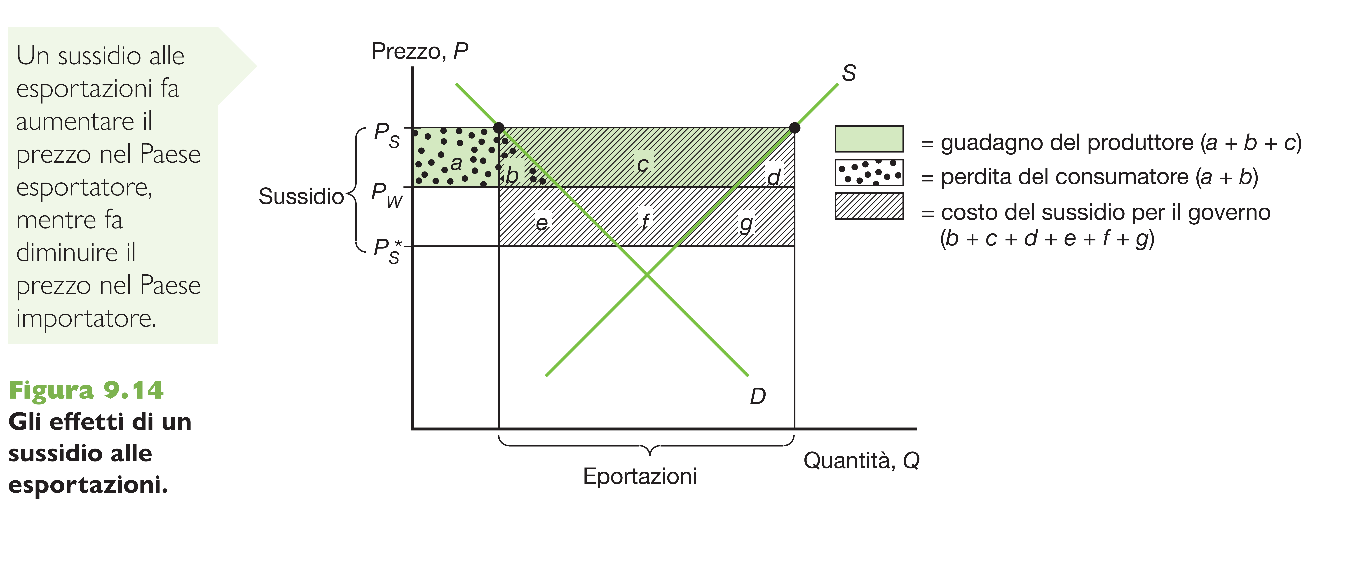 Un sussidio alle
esportazioni fa
aumentare il
prezzo nel Paese
esportatore,
mentre fa
diminuire il
prezzo nel Paese
importatore.
Figura 9.14
Gli effetti di un
sussidio alle
esportazioni.
Prezzo, P
S
P_S
a
b
c
d
Sussidio
P_W
e
f
g
P_S*
D
Quantità, Q
Eportazioni
= guadagno del produttore (a + b + c)
= perdita del consumatore (a + b)
= costo del sussidio per il governo
(b + c + d + e + f + g)